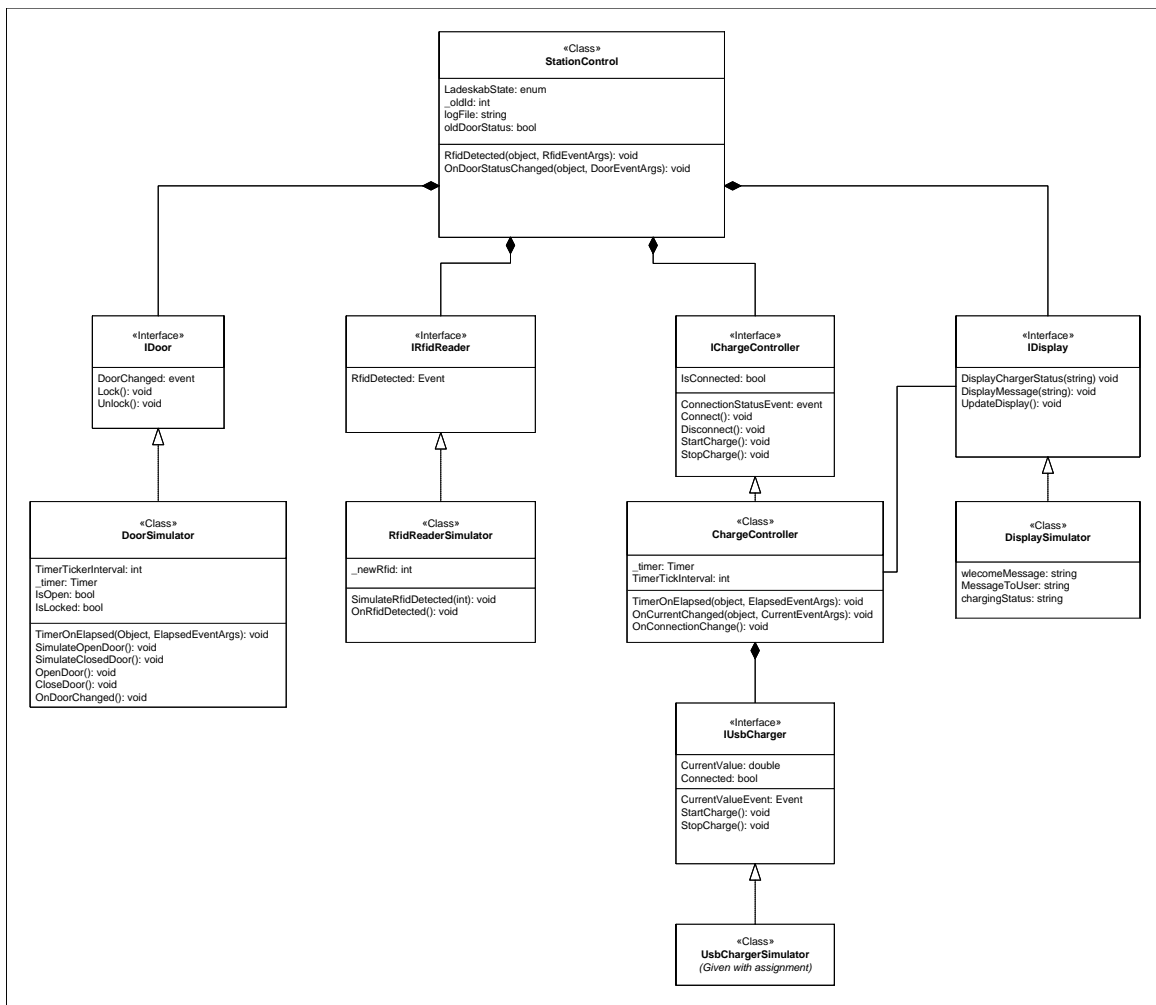 «Class»
StationControl
LadeskabState: enum
_oldId: int
logFile: string
oldDoorStatus: bool
RfidDetected(object, RfidEventArgs): void
OnDoorStatusChanged(object, DoorEventArgs): void
«Interface»
IDoor
DoorChanged: event
Lock(): void
Unlock(): void
«Interface»
IRfidReader
RfidDetected: Event
«Interface»
IChargeController
IsConnected: bool
ConnectionStatusEvent: event
Connect(): void
Disconnect(): void
StartCharge(): void
StopCharge(): void
«Interface»
IDisplay
DisplayChargerStatus(string) void
DisplayMessage(string): void
UpdateDisplay(): void
«Class»
DoorSimulator
TimerTickerInterval: int
_timer: Timer
IsOpen: bool
IsLocked: bool
TimerOnElapsed(Object, ElapsedEventArgs): void
SimulateOpenDoor(): void
SimulateClosedDoor(): void
OpenDoor(): void
CloseDoor(): void
OnDoorChanged(): void
«Class»
RfidReaderSimulator
_newRfid: int
SimulateRfidDetected(int): void
OnRfidDetected(): void
«Class»
ChargeController
_timer: Timer
TimerTickInterval: int
TimerOnElapsed(object, ElapsedEventArgs): void
OnCurrentChanged(object, CurrentEventArgs): void
OnConnectionChange(): void
«Class»
DisplaySimulator
wlecomeMessage: string
MessageToUser: string
chargingStatus: string
«Interface»
IUsbCharger
CurrentValue: double
Connected: bool
CurrentValueEvent: Event
StartCharge(): void
StopCharge(): void
«Class»
UsbChargerSimulator
(Given with assignment)